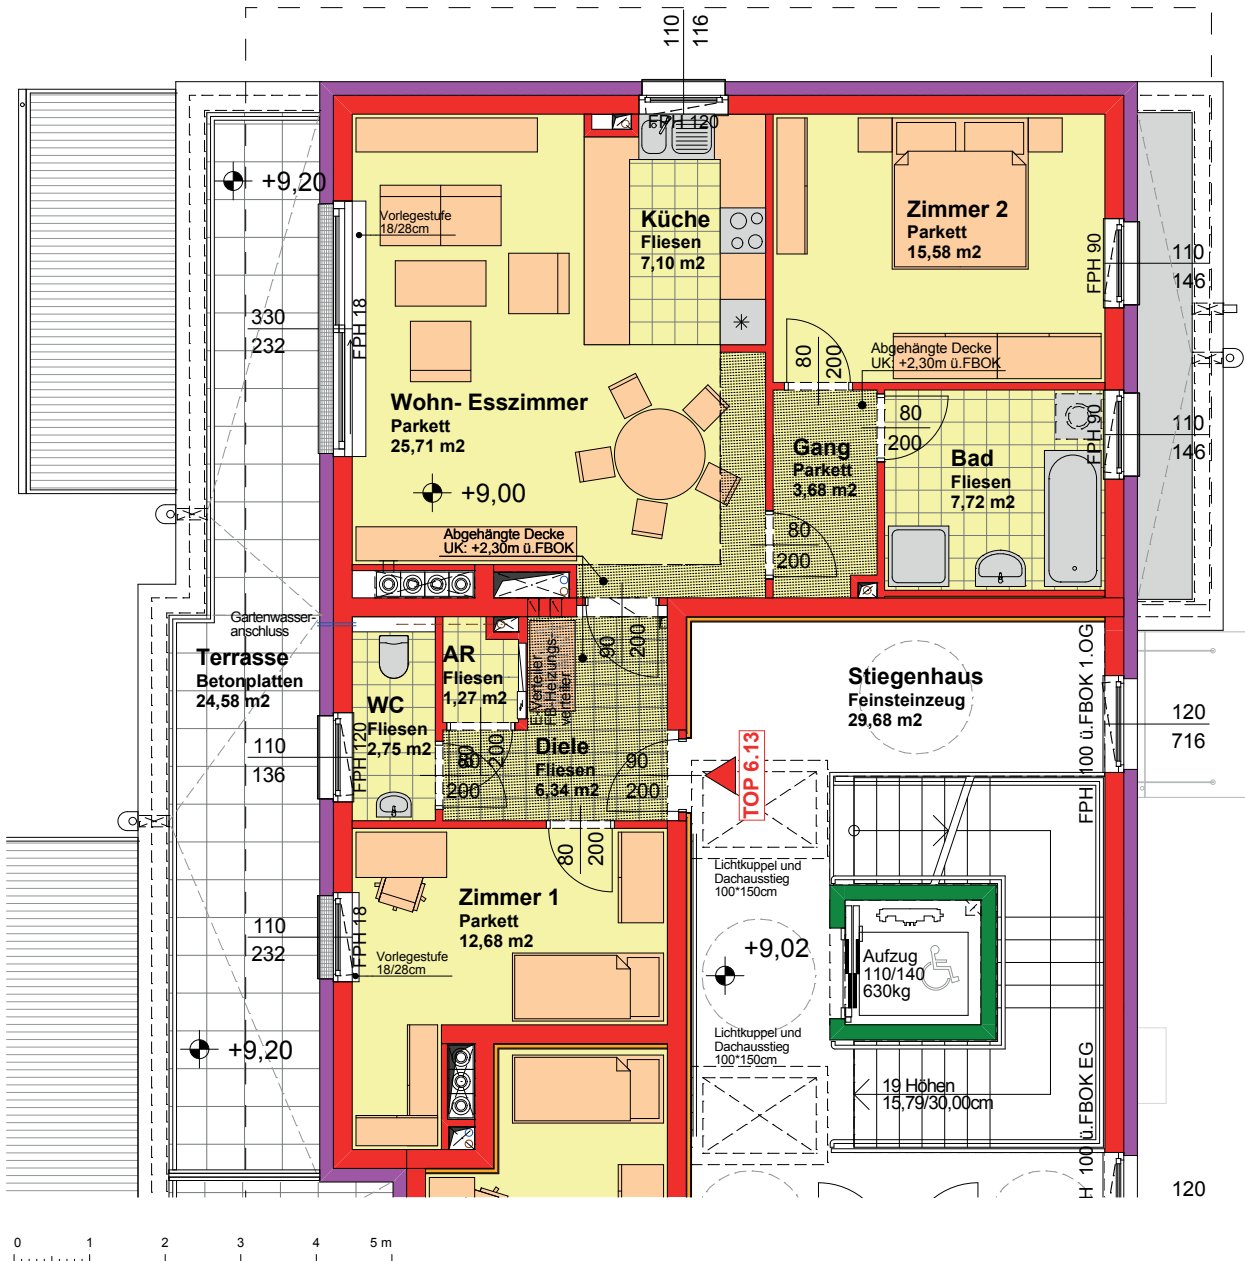 110
116
FPH 120
+9,20
Vorlegestufe
18/28cm
330
232
FPH 18
Küche
Fliesen
7,10 m2
Zimmer 2
Parkett
15,58 m2
FPH 90
110
146
80
200
Abgehängte Decke
UK: +2,30m ü.FBOK
Wohn- Esszimmer
Parkett
25,71 m2
+9,00
Gang
Parkett
3,68 m2
80
200
Bad
Fliesen
7,72 m2
FPH 90
110
146
80
200
Abgehängte Decke
UK: +2,30m ü.FBOK
Gartenwasser-
anschluss
Terrasse
Betonplatten
24,58 m2
AR
Fliesen
1,27 m2
WC
Fliesen
2,75 m2
FPH 120
110
136
E-Verteiler
FB-Heizungs-
verteiler
90
200
80
200
80
200
Diele
Fliesen
6,34 m2
90
200
TOP 6.13
Stiegenhaus
Feinsteinzeug
29,68 m2
FPH 100 ü.FBOK 1.OG
120
716
80
200
Zimmer 1
Parkett
12,68 m2
110
232
FPH 18
Vorlegestufe
18/28cm
+9,20
Lichtkuppel und
Dachausstieg
100*150cm
+9,02
Aufzug
110/140
630kg
Lichtkuppel und
Dachausstieg
100*150cm
19 Höhen
15,79/30,00cm
H 100 ü.FBOK EG
120
0 1 2 3 4 5 m